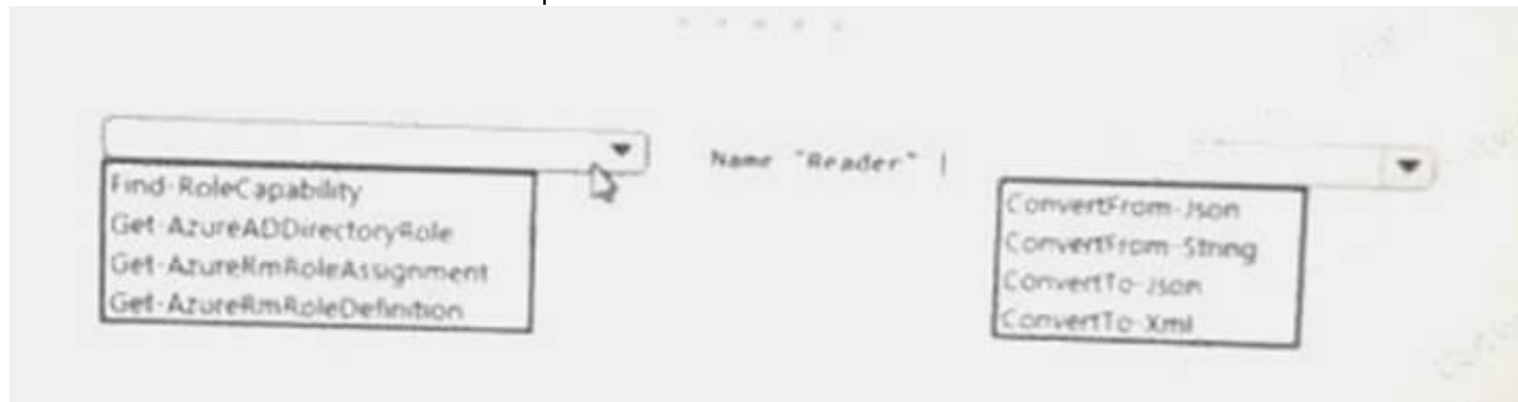 Name "Reader" |
Find-RoleCapability
Get-AzureADDirectoryRole
Get-AzureRmRoleAssignment
Get-AzureRmRoleDefinition
ConvertFrom-Json
ConvertFrom-String
ConvertTo-Json
ConvertTo-Xml